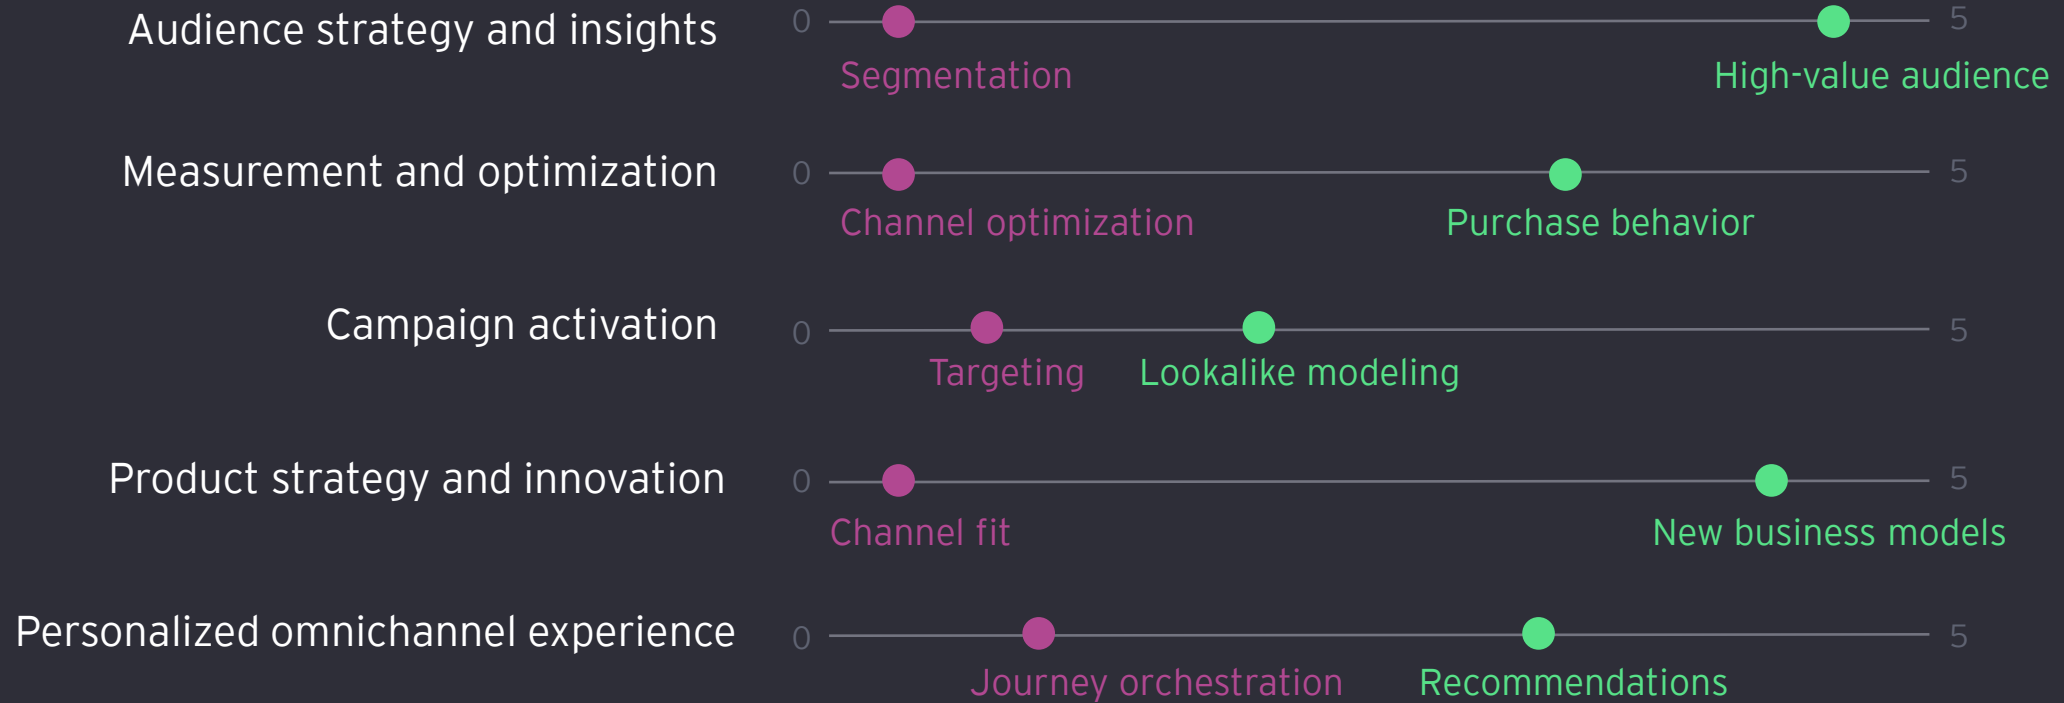 Audience strategy and insights
0
5
Segmentation
High-value audience
Measurement and optimization
0
5
Channel optimization
Purchase behavior
Campaign activation
0
5
Targeting
Lookalike modeling
Product strategy and innovation
0
5
Channel fit
New business models
Personalized omnichannel experience
0
5
Journey orchestration
Recommendations